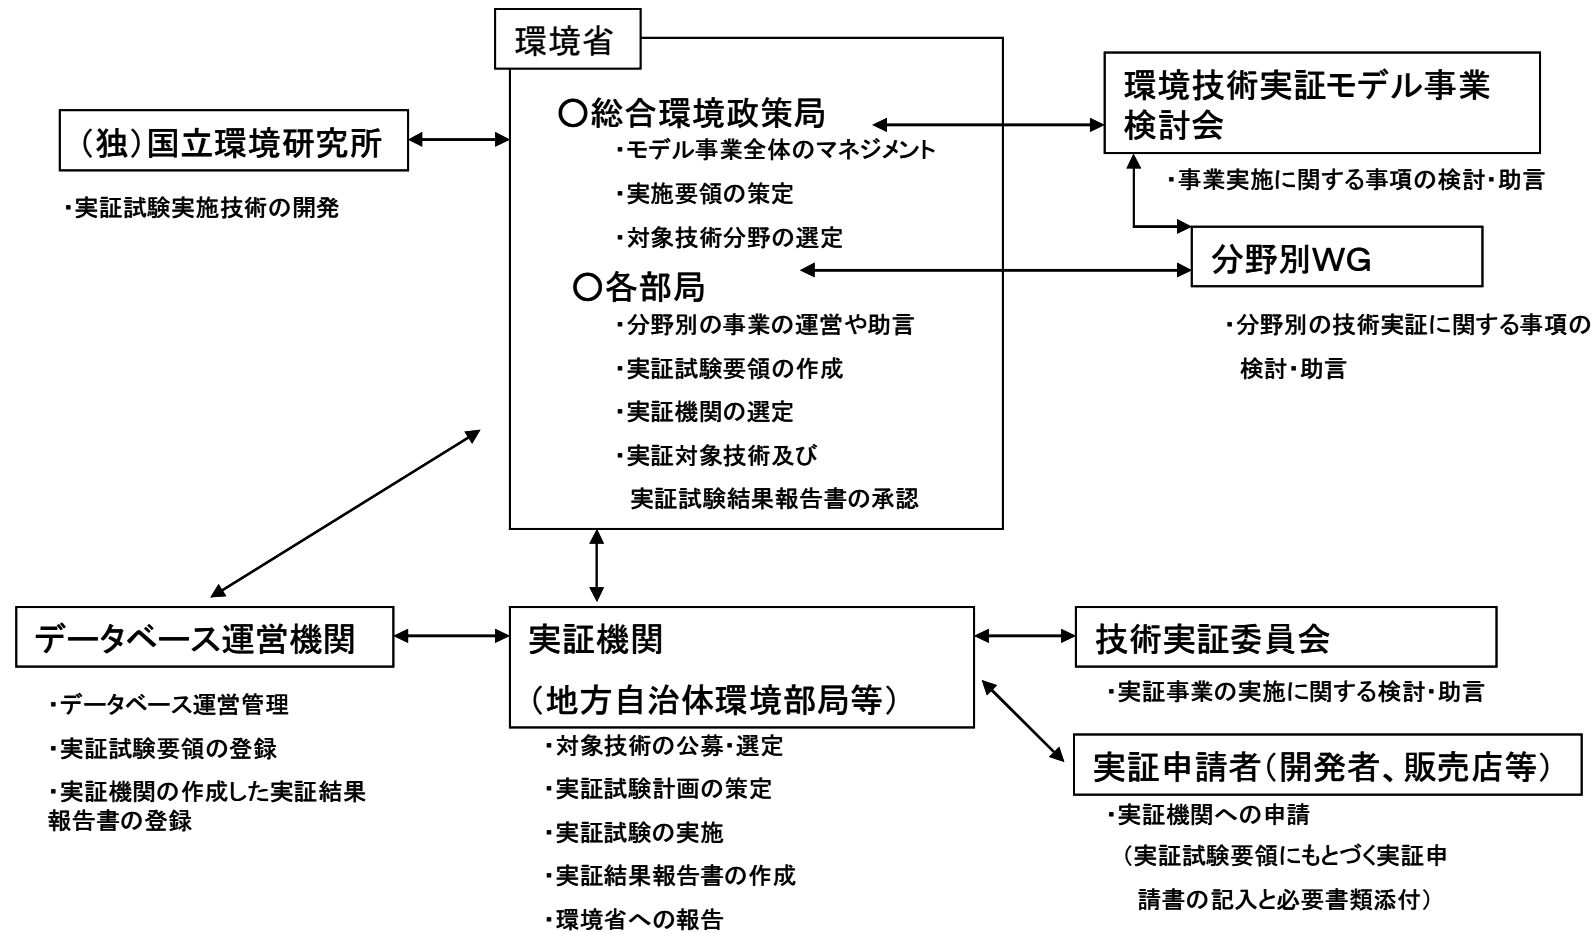 環境省
○総合環境政策局
・モデル事業全体のマネジメント
・実施要領の策定
・対象技術分野の選定
○各部局
・分野別の事業の運営や助言
・実証試験要領の作成
・実証機関の選定
・実証対象技術及び
実証試験結果報告書の承認
（独）国立環境研究所
・実証試験実施技術の開発
環境技術実証モデル事業
検討会
・事業実施に関する事項の検討・助言
分野別WG
・分野別の技術実証に関する事項の
検討・助言
データベース運営機関
・データベース運営管理
・実証試験要領の登録
・実証機関の作成した実証結果
報告書の登録
実証機関
（地方自治体環境部局等）
・対象技術の公募・選定
・実証試験計画の策定
・実証試験の実施
・実証結果報告書の作成
・環境省への報告
技術実証委員会
・実証事業の実施に関する検討・助言
実証申請者（開発者、販売店等）
・実証機関への申請
（実証試験要領にもとづく実証申
請書の記入と必要書類添付）